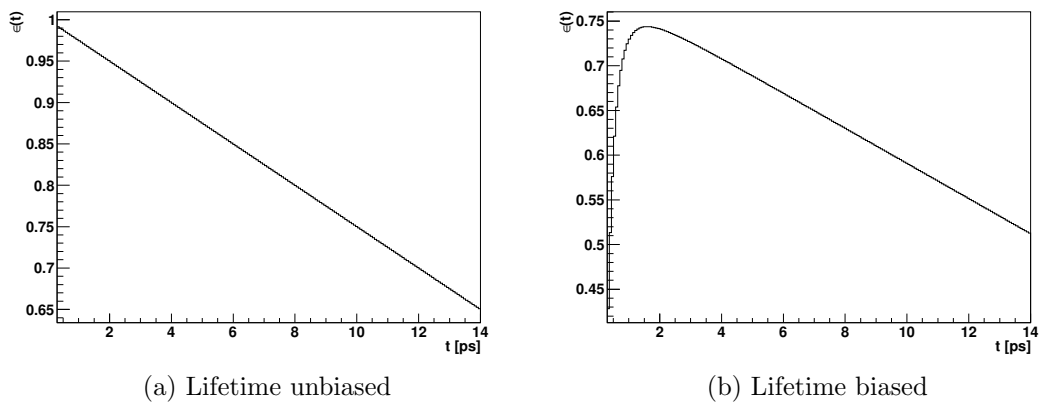 ∈(t)
1
0.95
0.9
0.85
0.8
0.75
0.7
0.65
2 4 6 8 10 12 14
t [ps]
(a) Lifetime unbiased
∈(t)
0.75
0.7
0.65
0.6
0.55
0.5
0.45
2 4 6 8 10 12 14
t [ps]
(b) Lifetime biased